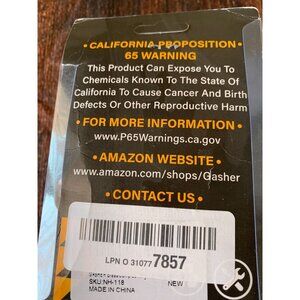 • CALIFORNIA PROPOSITION •
65 WARNING
This Product Can Expose You To
Chemicals Known To The State Of
California To Cause Cancer And Birth
Defects Or Other Reproductive Harm
• FOR MORE INFORMATION •
www.P65Warnings.ca.gov
• AMAZON WEBSITE •
www.amazon.com/shops/Gasher
• CONTACT US •
LPN O 31077 7857
NEW
SKU:NH-118
MADE IN CHINA